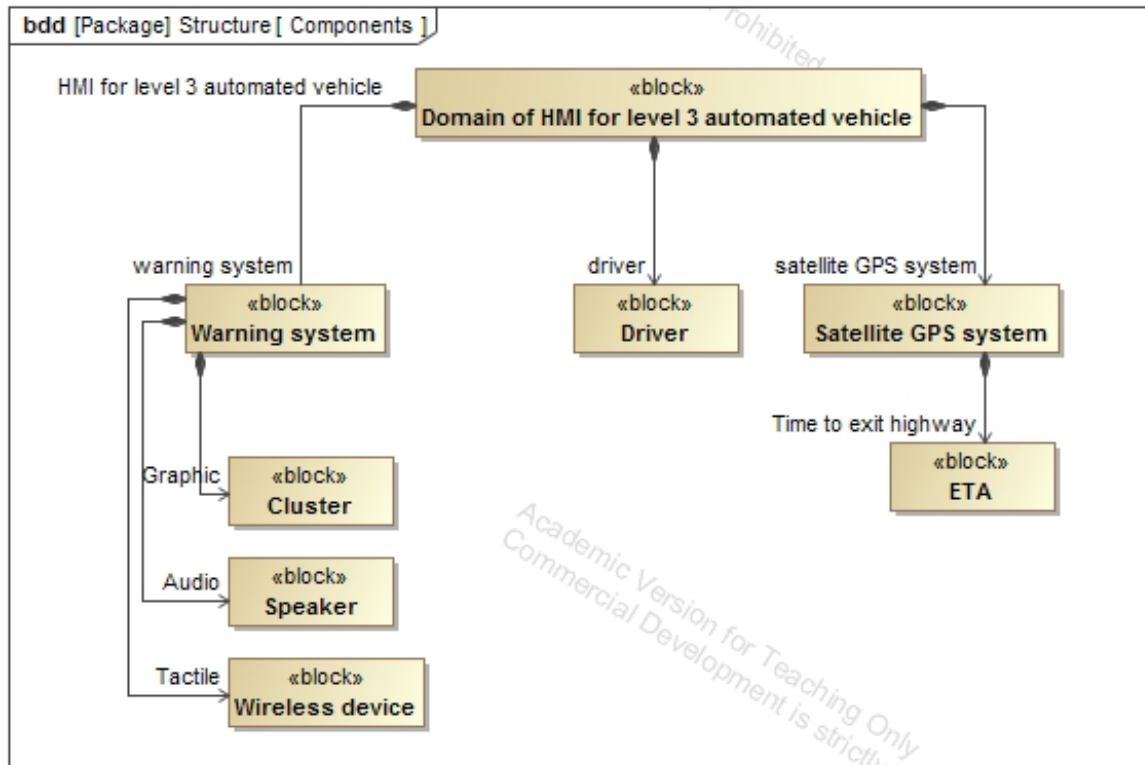 bdd [Package] Structure [ Components ]
Prohibited
HMI for level 3 automated vehicle
«block»
Domain of HMI for level 3 automated vehicle
warning system
driver
satellite GPS system
«block»
Warning system
«block»
Driver
«block»
Satellite GPS system
Time to exit highway
«block»
ETA
Graphic
«block»
Cluster
Audio
«block»
Speaker
Tactile
«block»
Wireless device
Academic Version for Teaching Only
Commercial Development is strictly